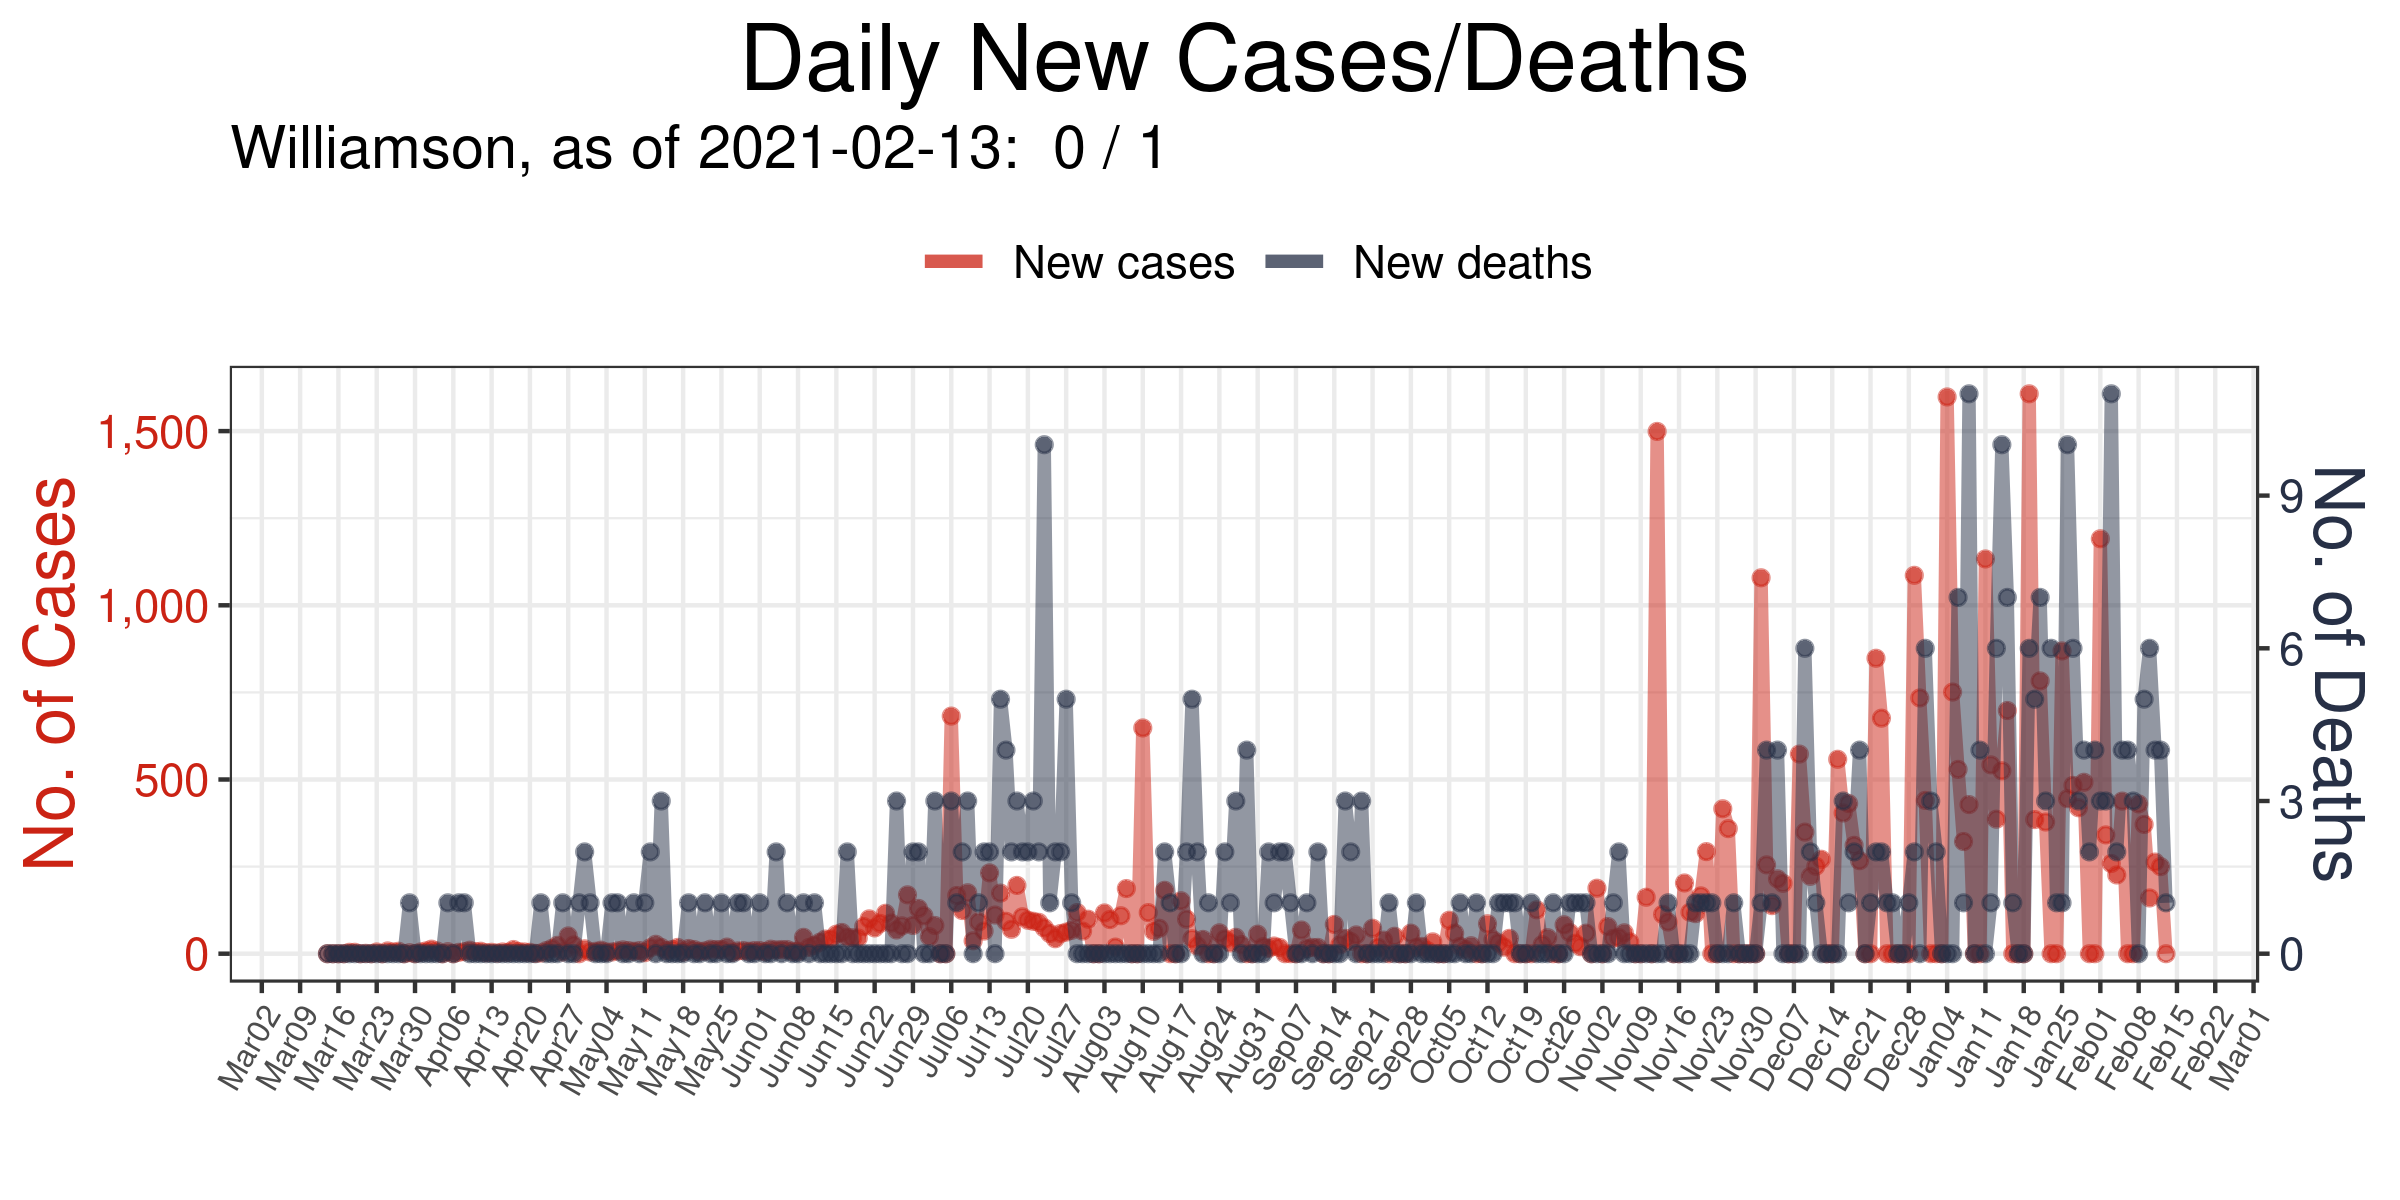 Daily New Cases/Deaths
Williamson, as of 2021-02-13:  0 / 1
New cases
New deaths
No. of Cases
1,500
1,000
500
0
9
6
3
0
No. of Deaths
Mar02
Mar09
Mar16
Mar23
Mar30
Apr06
Apr13
Apr20
Apr27
May04
May11
May18
May25
Jun01
Jun08
Jun15
Jun22
Jun29
Jul06
Jul13
Jul20
Jul27
Aug03
Aug10
Aug17
Aug24
Aug31
Sep07
Sep14
Sep21
Sep28
Oct05
Oct12
Oct19
Oct26
Nov02
Nov09
Nov16
Nov23
Nov30
Dec07
Dec14
Dec21
Dec28
Jan04
Jan11
Jan18
Jan25
Feb01
Feb08
Feb15
Feb22
Mar01